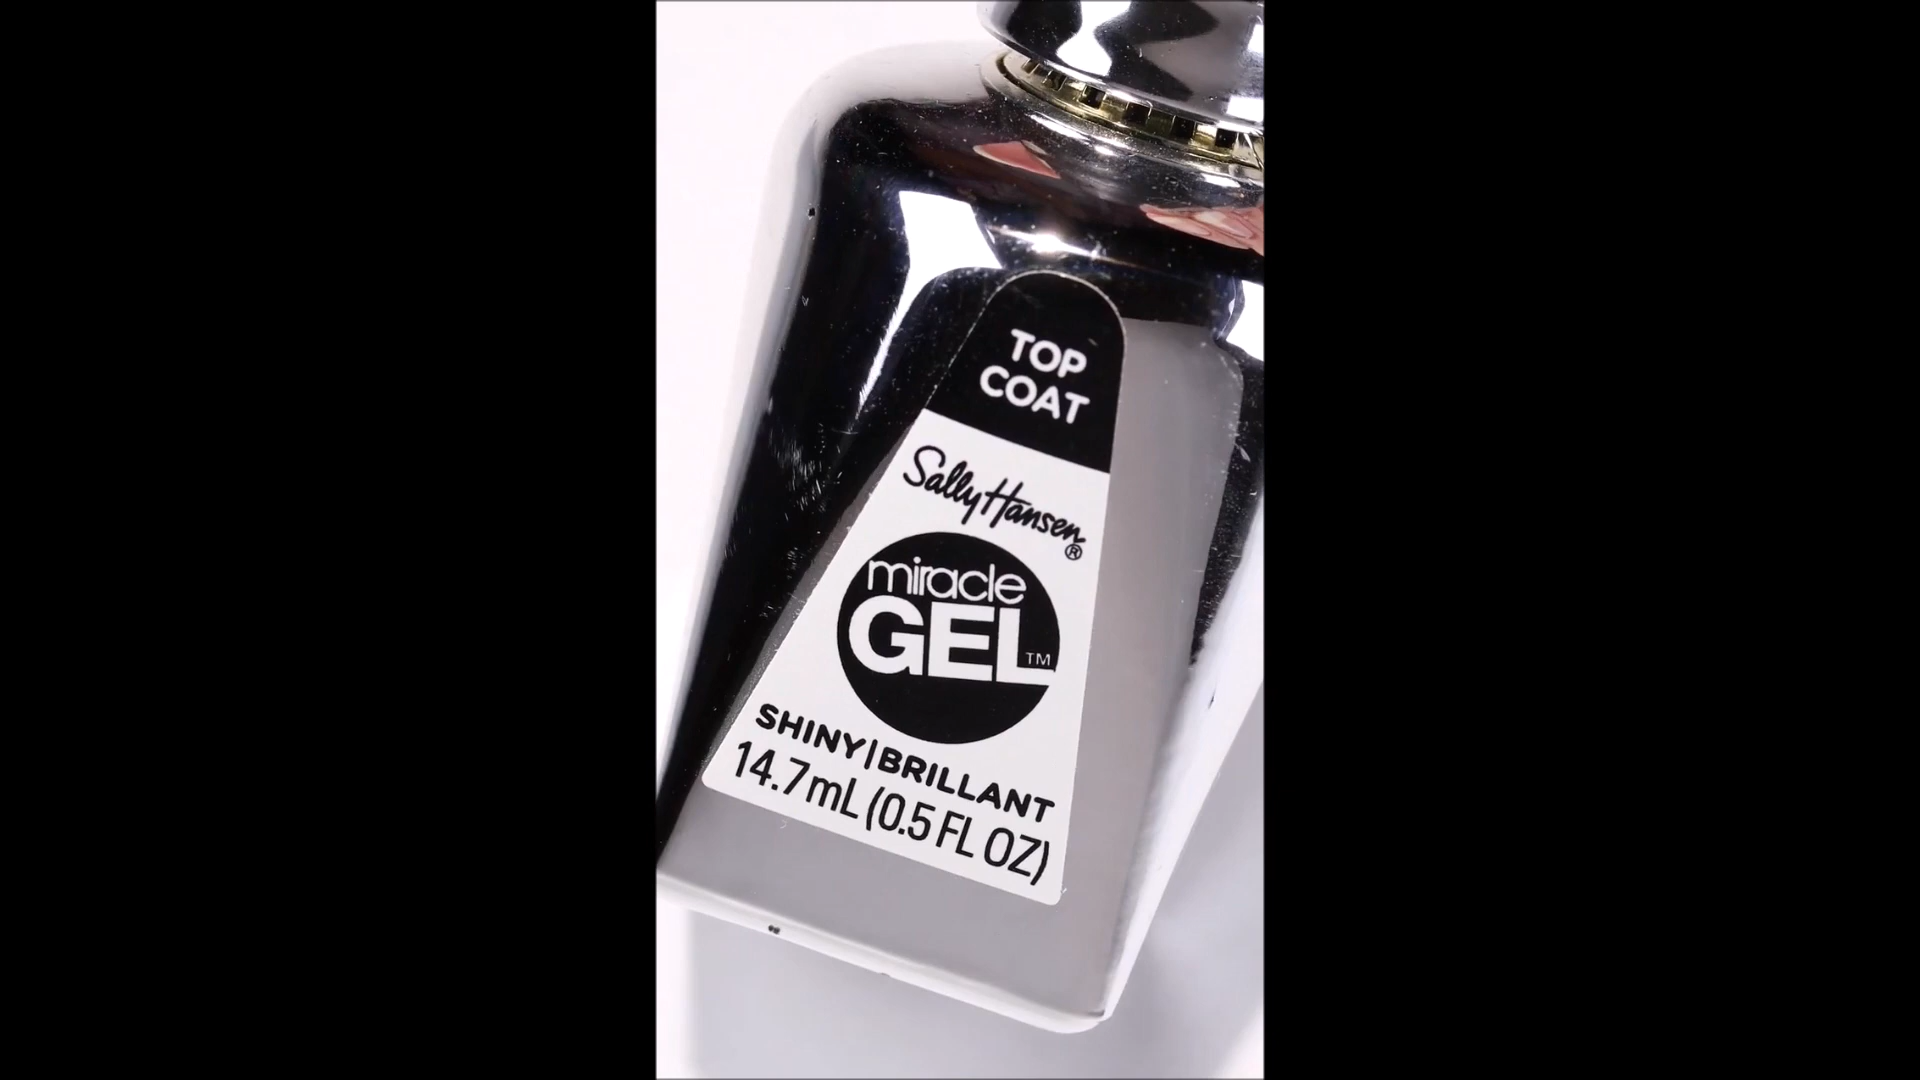 TOP
COAT
Sally Hansen®
miracle
GEL™
SHINY|BRILLANT
14.7mL (0.5 FL OZ)